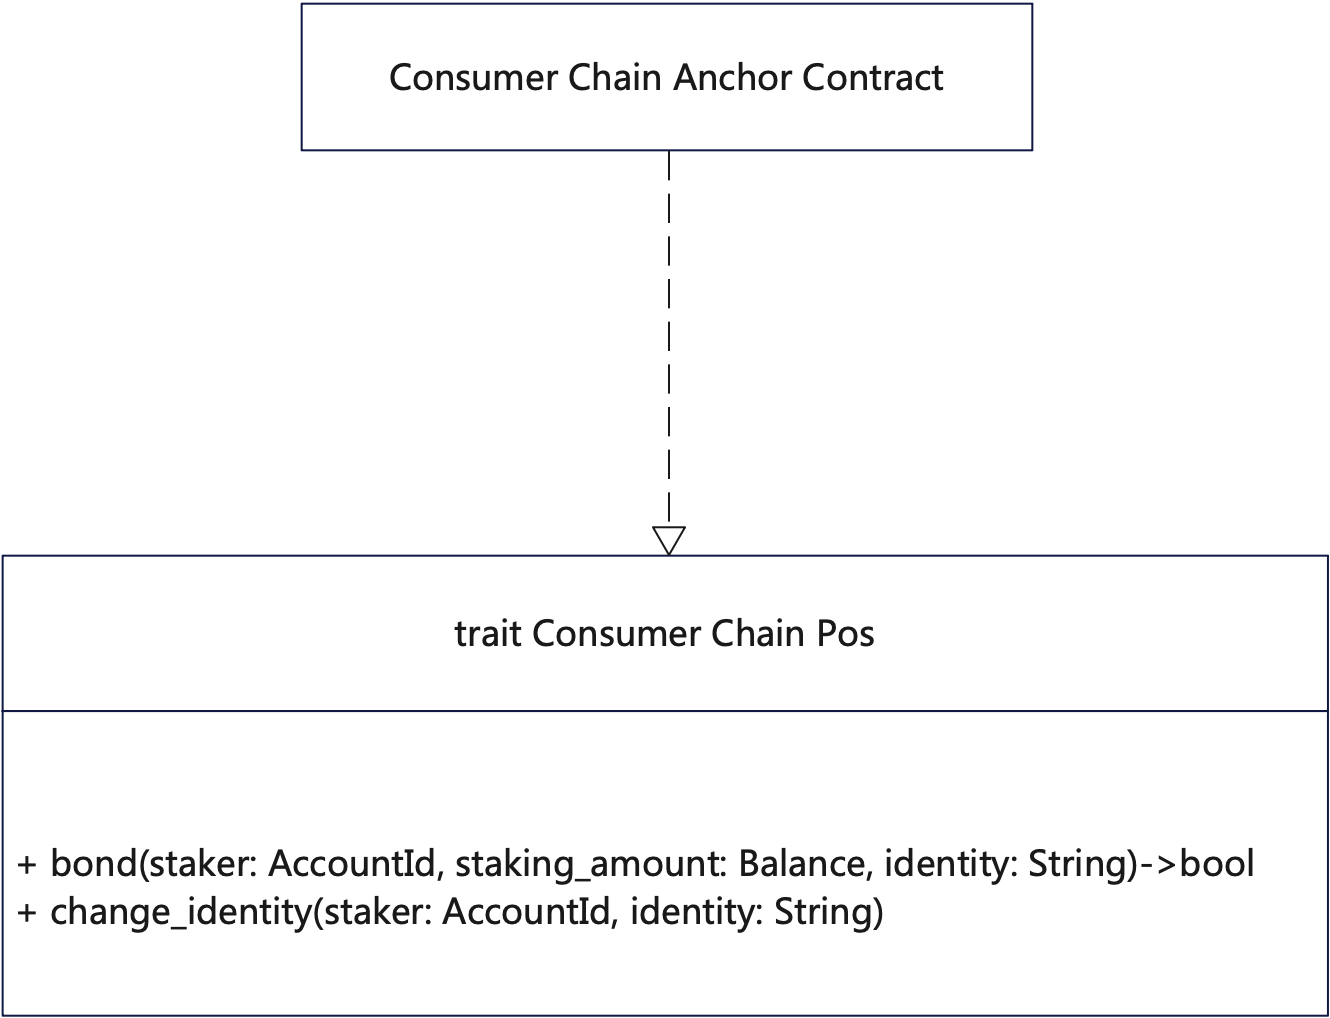 Consumer Chain Anchor Contract
trait Consumer Chain Pos
+ bond(staker: AccountId, staking_amount: Balance, identity: String)->bool
+ change_identity(staker: AccountId, identity: String)